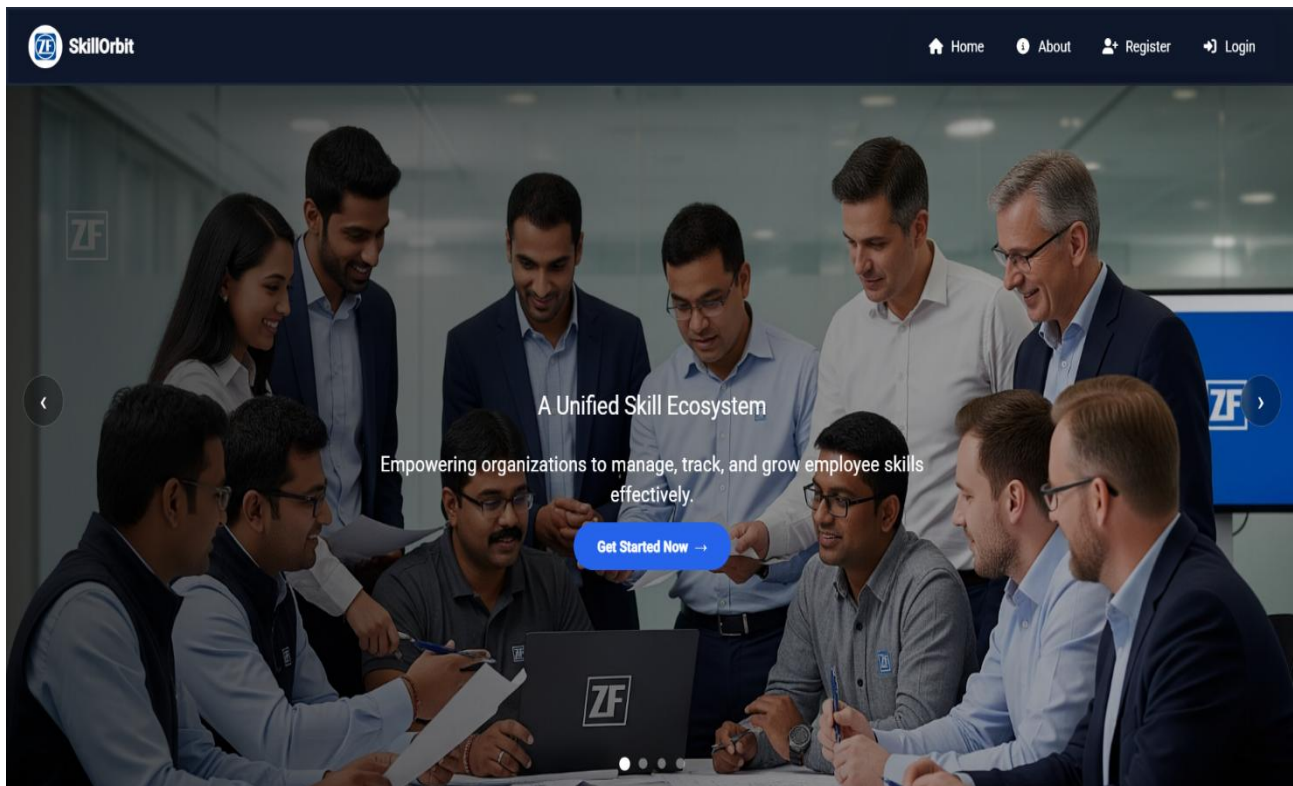 ZF SkillOrbit
Home
About
Register
Login
ZF
A Unified Skill Ecosystem
ZF
Empowering organizations to manage, track, and grow employee skills
effectively.
Get Started Now →
ZF